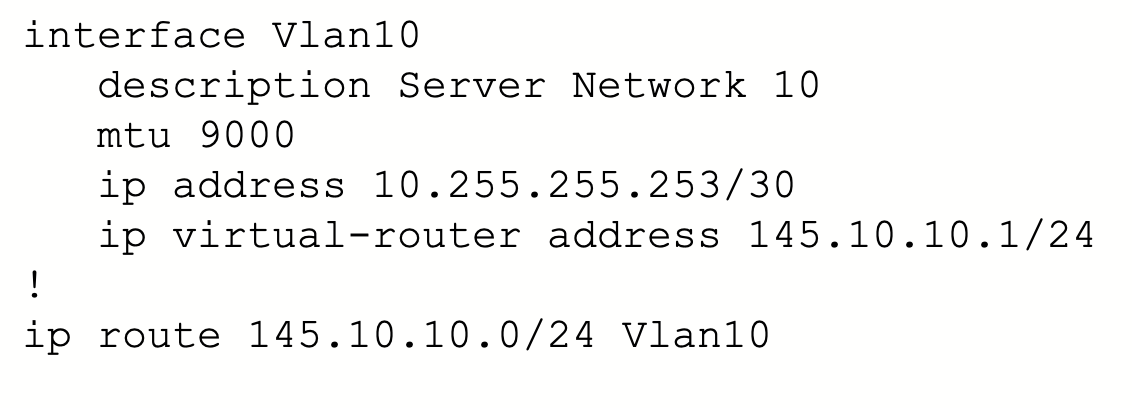 interface Vlan10
   description Server Network 10
   mtu 9000
   ip address 10.255.255.253/30
   ip virtual-router address 145.10.10.1/24
!
ip route 145.10.10.0/24 Vlan10